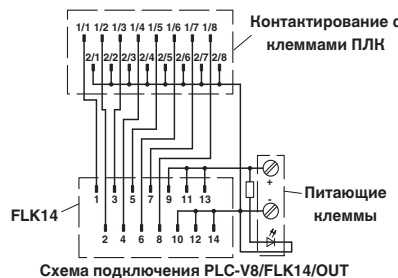 Контактирование с
клеммами ПЛК
1/1 1/2 1/3 1/4 1/5 1/6 1/7 1/8
2/1 2/2 2/3 2/4 2/5 2/6 2/7 2/8
1 3 5 7 9 11 13
+
-
Питающие
клеммы
FLK14
2 4 6 8 10 12 14
Схема подключения PLC-V8/FLK14/OUT